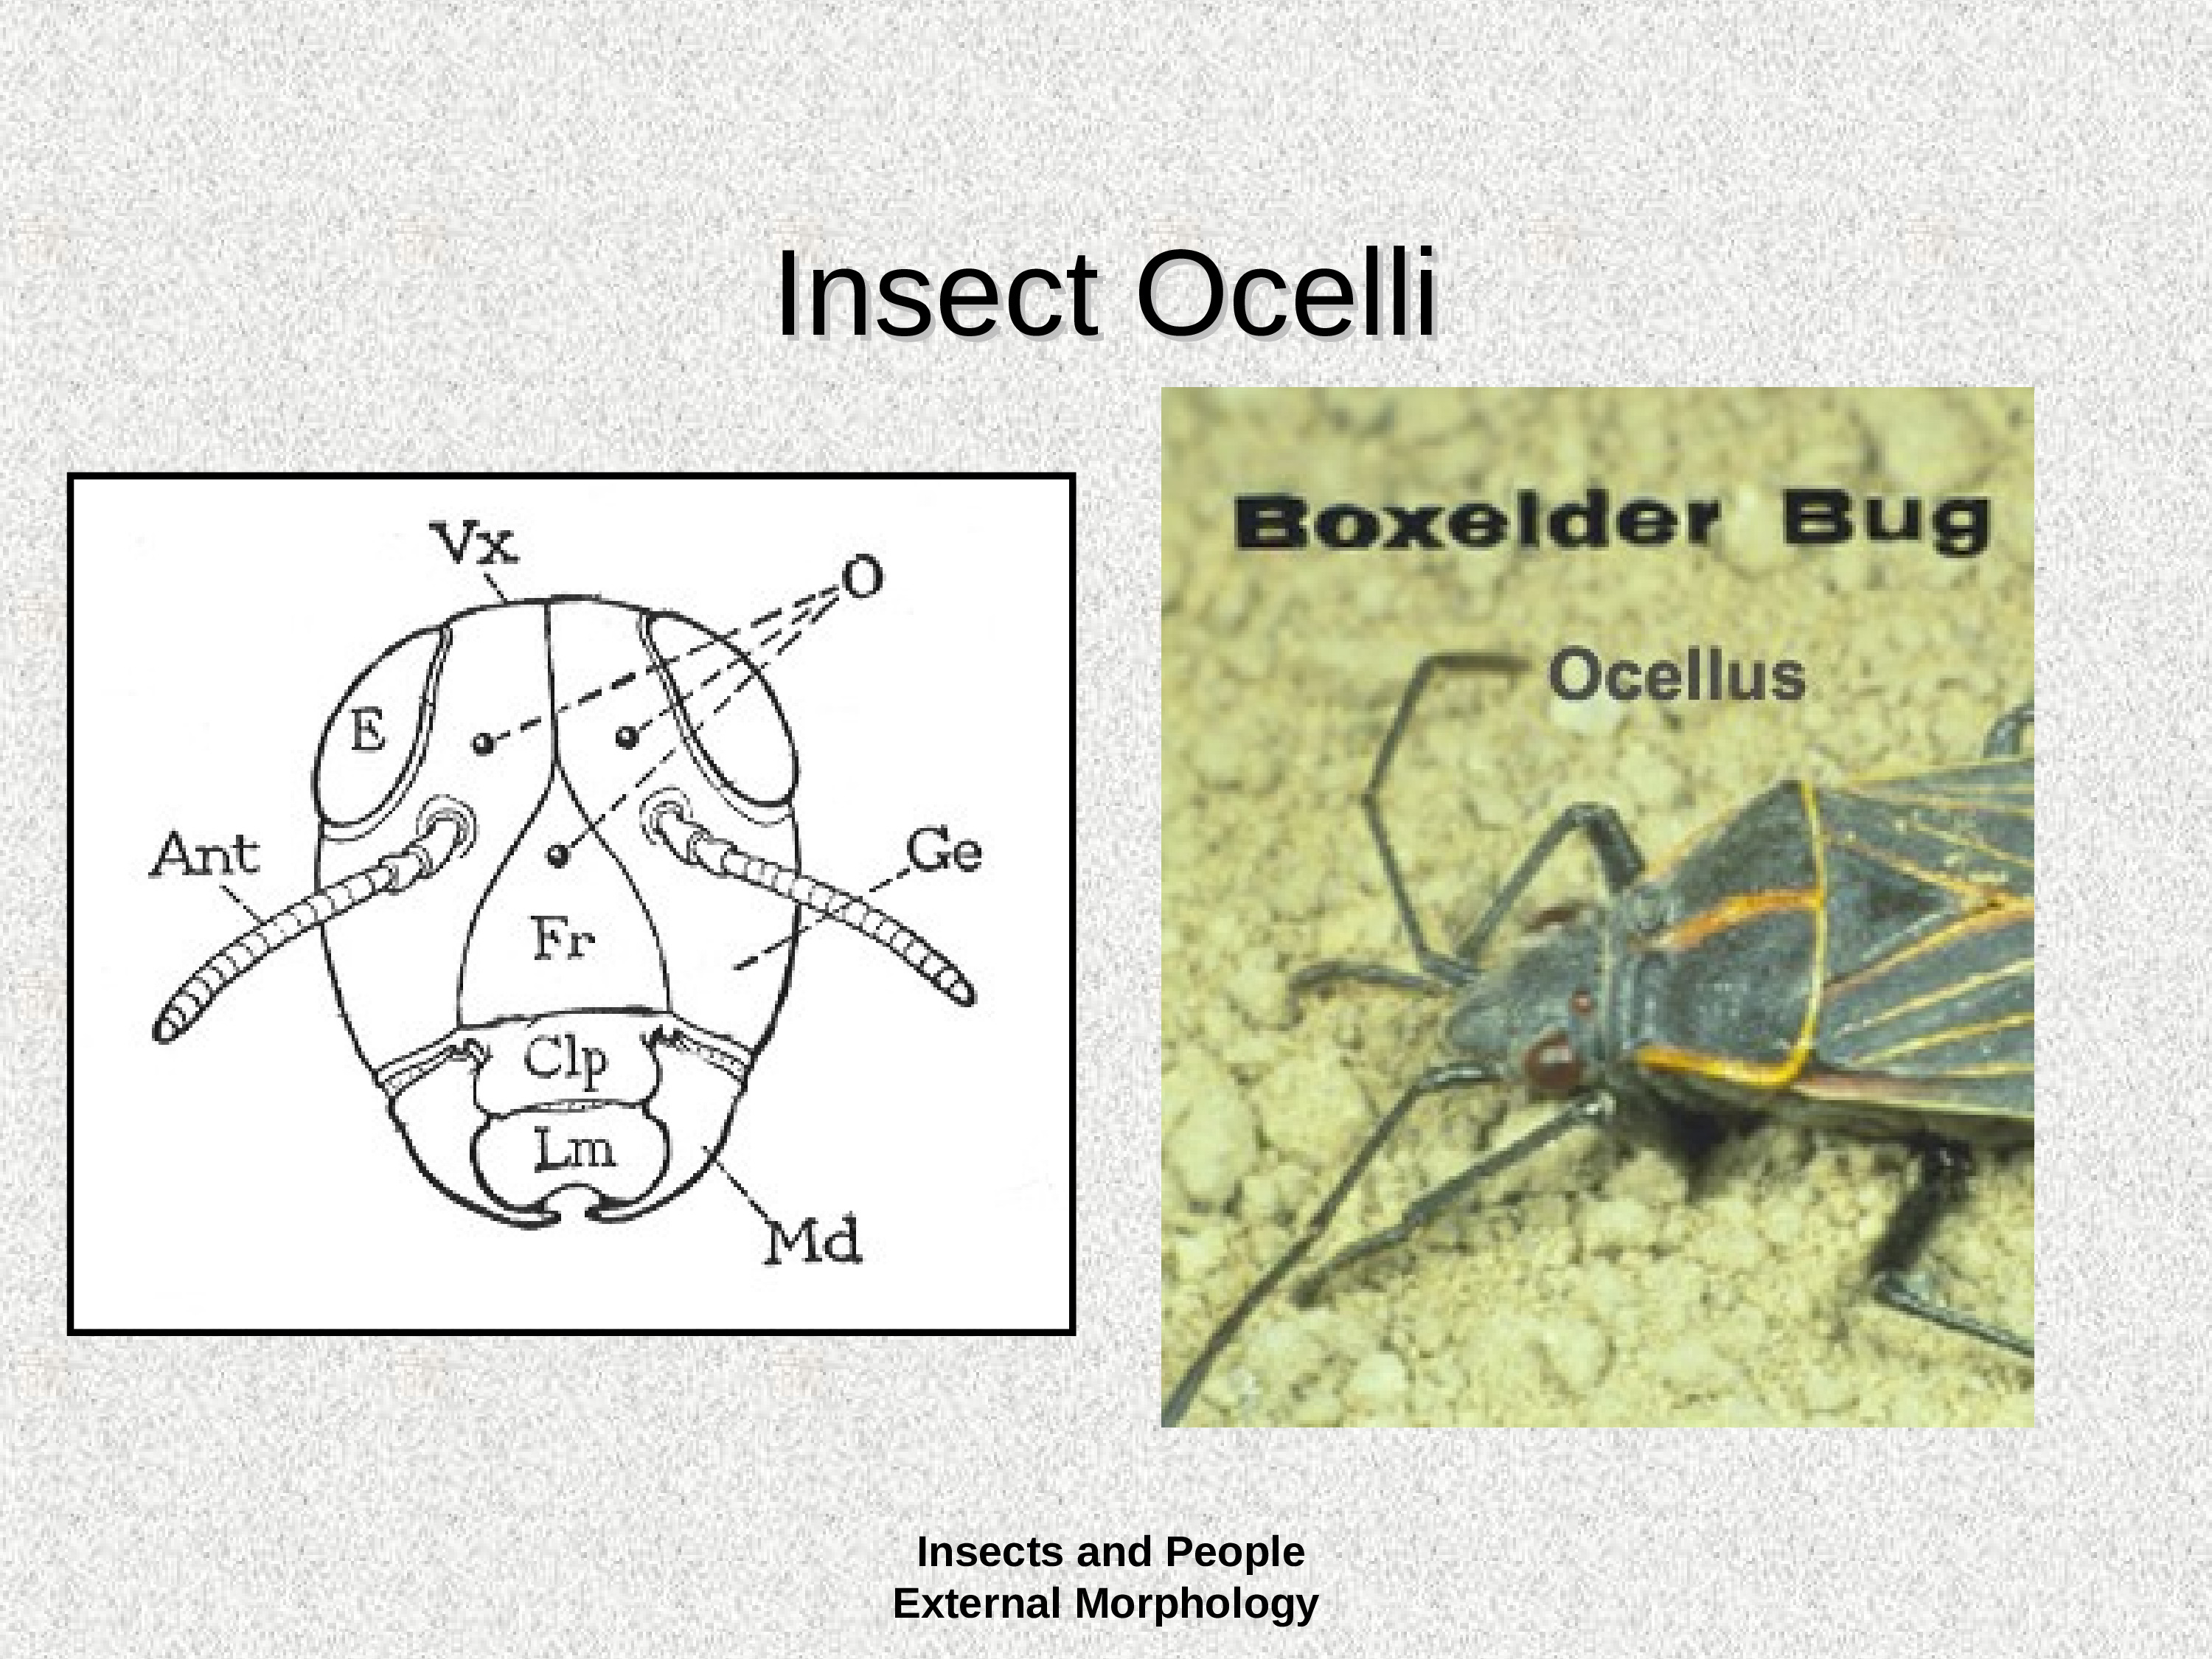 Insect Ocelli
Vx
O
E
Ant
Ge
Fr
Clp
Lm
Md
Boxelder Bug
Ocellus
Insects and People
External Morphology